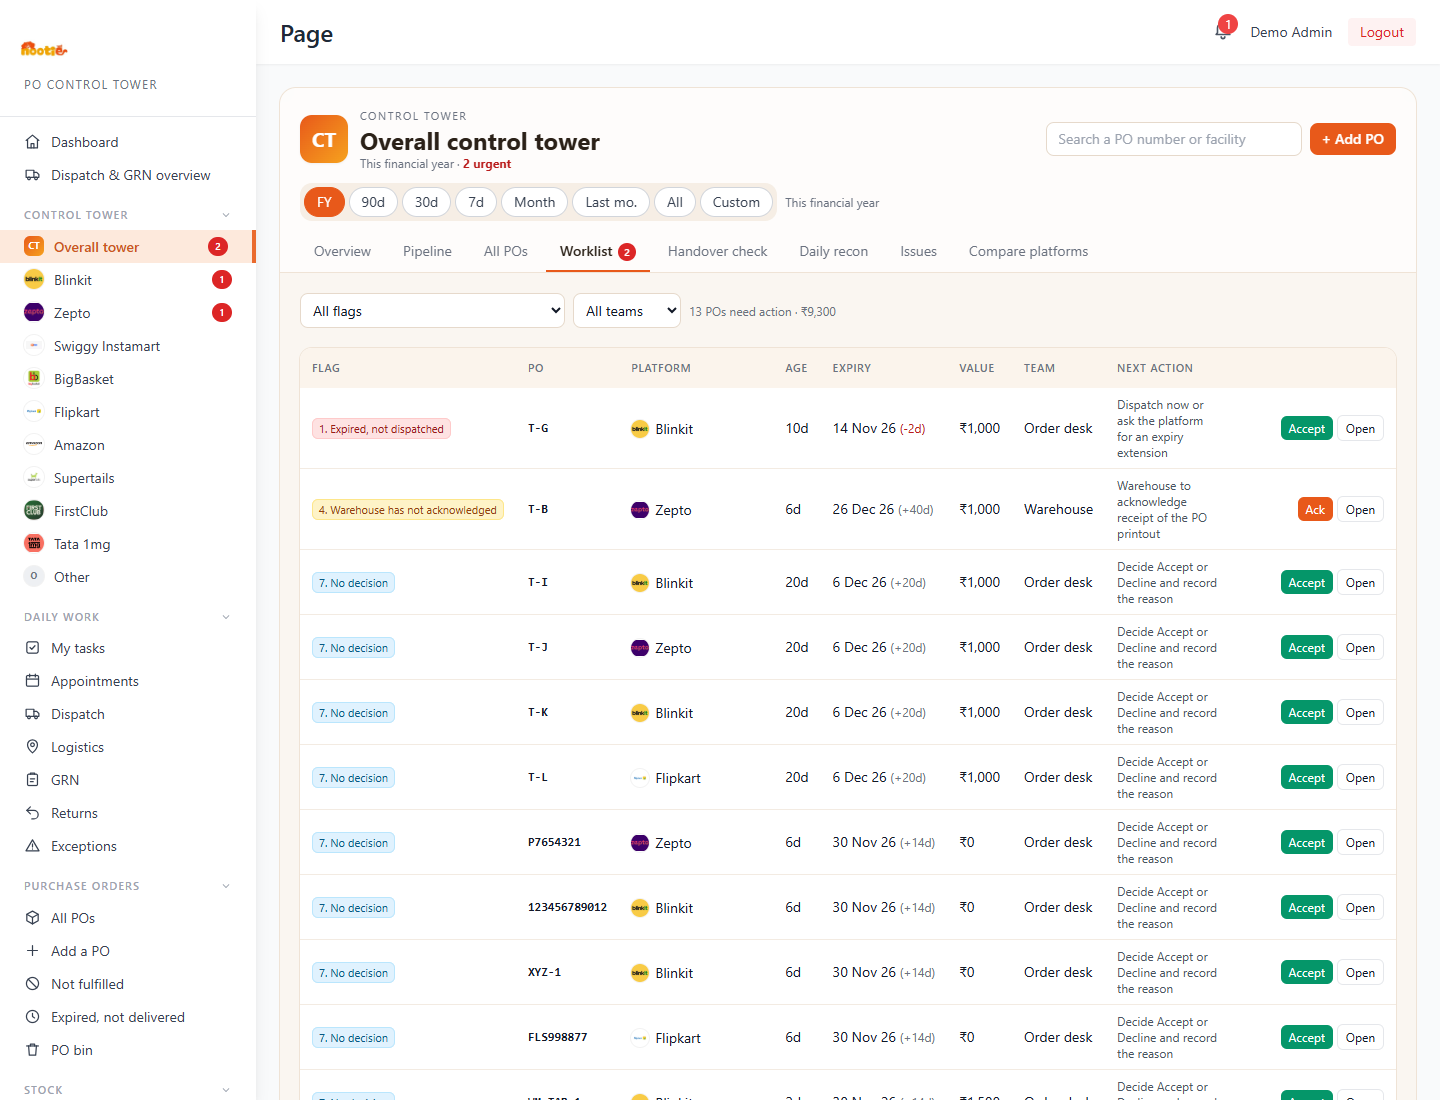 nootie
PO CONTROL TOWER
Dashboard
Dispatch & GRN overview
CONTROL TOWER
CT Overall tower 2
Blinkit 1
Zepto 1
Swiggy Instamart
BigBasket
Flipkart
Amazon
Supertails
FirstClub
Tata 1mg
O Other
DAILY WORK
My tasks
Appointments
Dispatch
Logistics
GRN
Returns
Exceptions
PURCHASE ORDERS
All POs
Add a PO
Not fulfilled
Expired, not delivered
PO bin
STOCK
Page
1 Demo Admin Logout
CT
CONTROL TOWER
Overall control tower
This financial year · 2 urgent
Search a PO number or facility
+ Add PO
FY 90d 30d 7d Month Last mo. All Custom This financial year
Overview Pipeline All POs Worklist 2 Handover check Daily recon Issues Compare platforms
All flags All teams 13 POs need action · ₹9,300
FLAG PO PLATFORM AGE EXPIRY VALUE TEAM NEXT ACTION
1. Expired, not dispatched T-G Blinkit 10d 14 Nov 26 (-2d) ₹1,000 Order desk
Dispatch now or
ask the platform
for an expiry
extension
Accept Open
4. Warehouse has not acknowledged T-B Zepto 6d 26 Dec 26 (+40d) ₹1,000 Warehouse
Warehouse to
acknowledge
receipt of the PO
printout
Ack Open
7. No decision T-I Blinkit 20d 6 Dec 26 (+20d) ₹1,000 Order desk
Decide Accept or
Decline and record
the reason
Accept Open
7. No decision T-J Zepto 20d 6 Dec 26 (+20d) ₹1,000 Order desk
Decide Accept or
Decline and record
the reason
Accept Open
7. No decision T-K Blinkit 20d 6 Dec 26 (+20d) ₹1,000 Order desk
Decide Accept or
Decline and record
the reason
Accept Open
7. No decision T-L Flipkart 20d 6 Dec 26 (+20d) ₹1,000 Order desk
Decide Accept or
Decline and record
the reason
Accept Open
7. No decision P7654321 Zepto 6d 30 Nov 26 (+14d) ₹0 Order desk
Decide Accept or
Decline and record
the reason
Accept Open
7. No decision 123456789012 Blinkit 6d 30 Nov 26 (+14d) ₹0 Order desk
Decide Accept or
Decline and record
the reason
Accept Open
7. No decision XYZ-1 Blinkit 6d 30 Nov 26 (+14d) ₹0 Order desk
Decide Accept or
Decline and record
the reason
Accept Open
7. No decision FLS998877 Flipkart 6d 30 Nov 26 (+14d) ₹0 Order desk
Decide Accept or
Decline and record
the reason
Accept Open
Decide Accept or